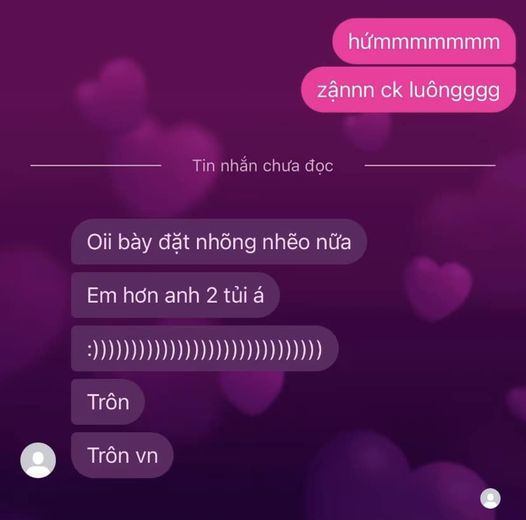 hứmmmmmmm
zậnnn ck luôngggg
Tin nhắn chưa đọc
Oii bày đặt nhõng nhẽo nữa
Em hơn anh 2 tủi á
:))))))))))))))))))))))))))))))
Trôn
Trôn vn